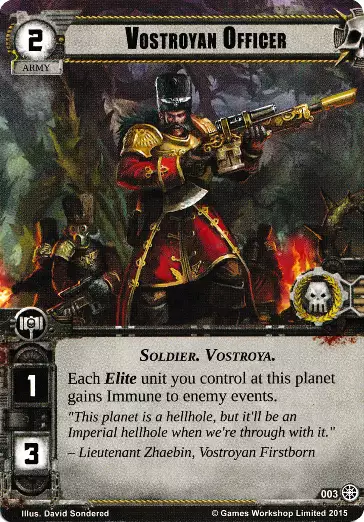 2
VOSTROYAN OFFICER
ARMY
SOLDIER. VOSTROYA.
Each Elite unit you control at this planet
gains Immune to enemy events.
1
"This planet is a hellhole, but it'll be an
Imperial hellhole when we're through with it."
– Lieutenant Zhaebin, Vostroyan Firstborn
3
003
Illus. David Sondered
© Games Workshop Limited 2015